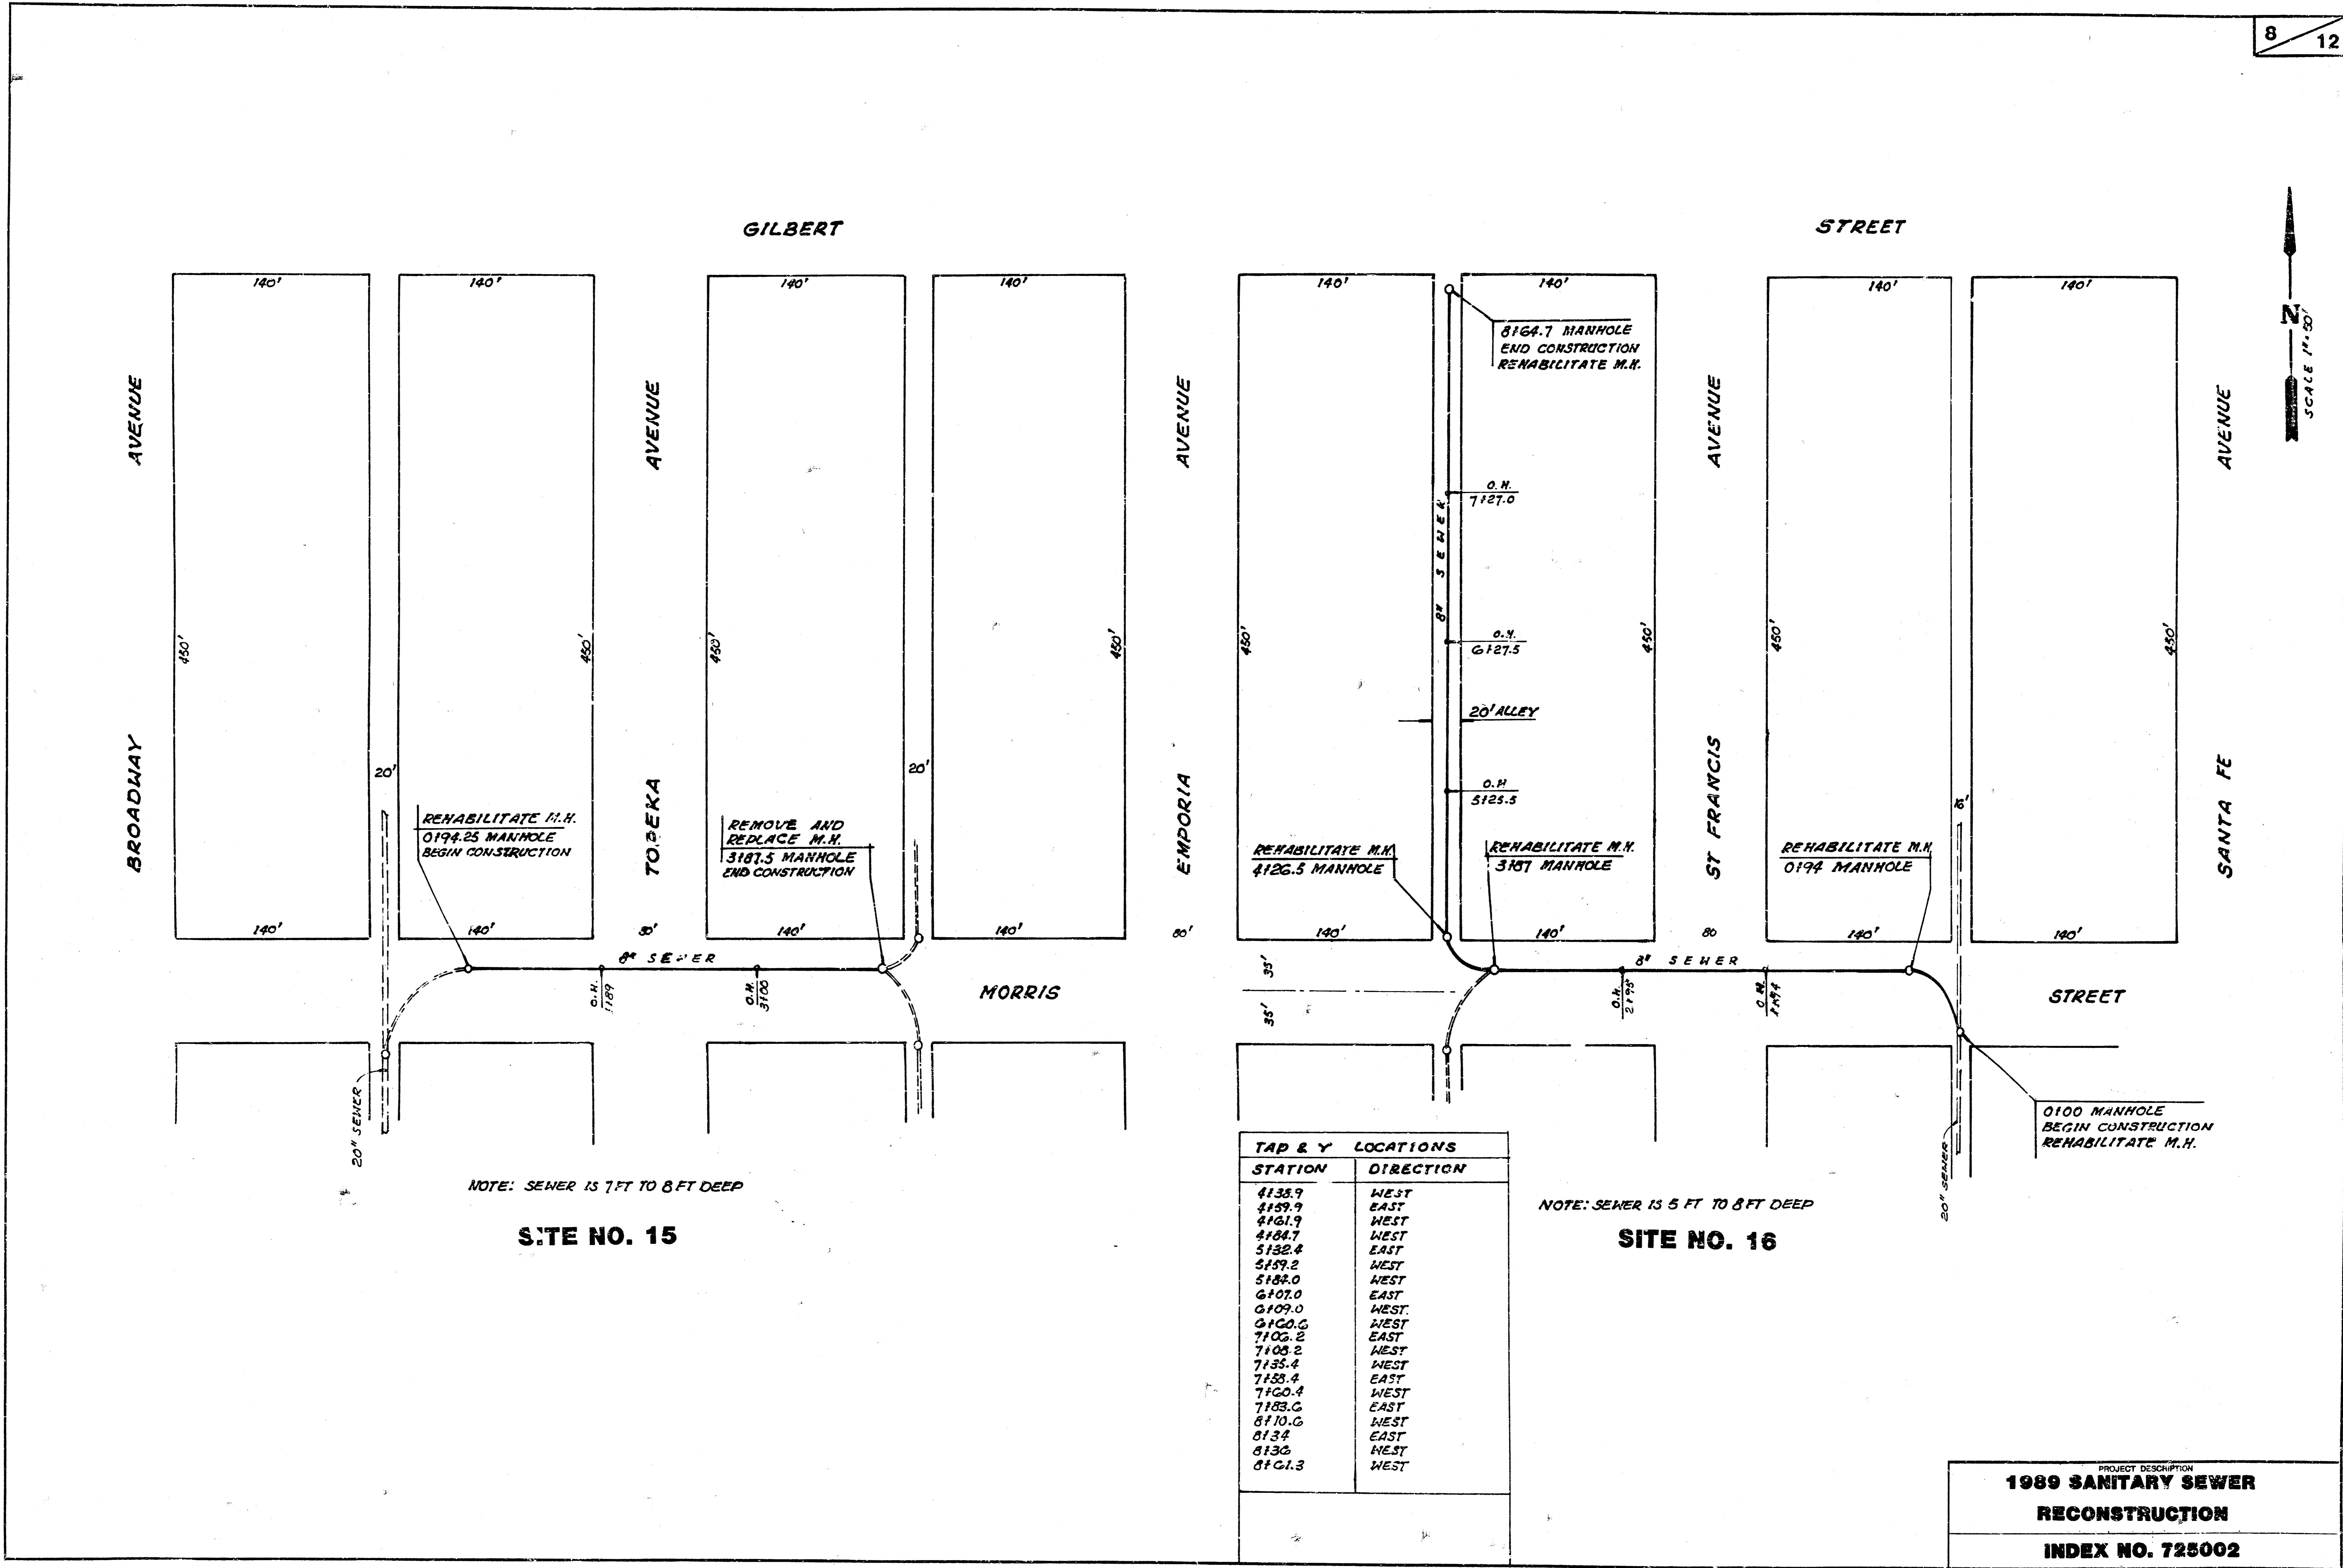 8 / 12
GILBERT STREET
140' 140' 140' 140' 140' 140' 140' 140'
N
SCALE 1"=50'
8+64.7 MANHOLE
END CONSTRUCTION
REHABILITATE M.H.
AVENUE AVENUE AVENUE AVENUE AVENUE
O.H.
7+27.0
8" SEWER
O.H.
6+27.5
450' 450' 450' 450' 450' 450' 450' 450'
20' ALLEY
BROADWAY TOPEKA EMPORIA ST FRANCIS SANTA FE
20' 20'
O.H
5+25.5
REHABILITATE M.H.
0+94.25 MANHOLE
BEGIN CONSTRUCTION
REMOVE AND
REPLACE M.H.
3+87.5 MANHOLE
END CONSTRUCTION
REHABILITATE M.H.
4+26.5 MANHOLE
REHABILITATE M.H.
3+87 MANHOLE
REHABILITATE M.H.
0+94 MANHOLE
140' 140' 80' 140' 140' 80' 140' 140' 80 140' 140'
8" SEWER
8" SEWER
O.H.
O.H.
3+00
MORRIS STREET
35'
35'
O.H.
2+95
O.H.
20" SEWER
0+00 MANHOLE
BEGIN CONSTRUCTION
REHABILITATE M.H.
20" SEWER
NOTE: SEWER IS 7 FT TO 8 FT DEEP
SITE NO. 15
TAP & Y LOCATIONS
STATION DIRECTION
4+38.9 WEST
4+59.9 EAST
4+61.9 WEST
4+84.7 WEST
5+32.4 EAST
5+59.2 WEST
5+84.0 WEST
6+07.0 EAST
6+09.0 WEST
6+60.6 WEST
7+06.2 EAST
7+08.2 WEST
7+35.4 WEST
7+58.4 EAST
7+60.4 WEST
7+83.6 EAST
8+10.6 WEST
8+34 EAST
8+36 WEST
8+61.3 WEST
NOTE: SEWER IS 5 FT TO 8 FT DEEP
SITE NO. 16
PROJECT DESCRIPTION
1989 SANITARY SEWER
RECONSTRUCTION
INDEX NO. 725002